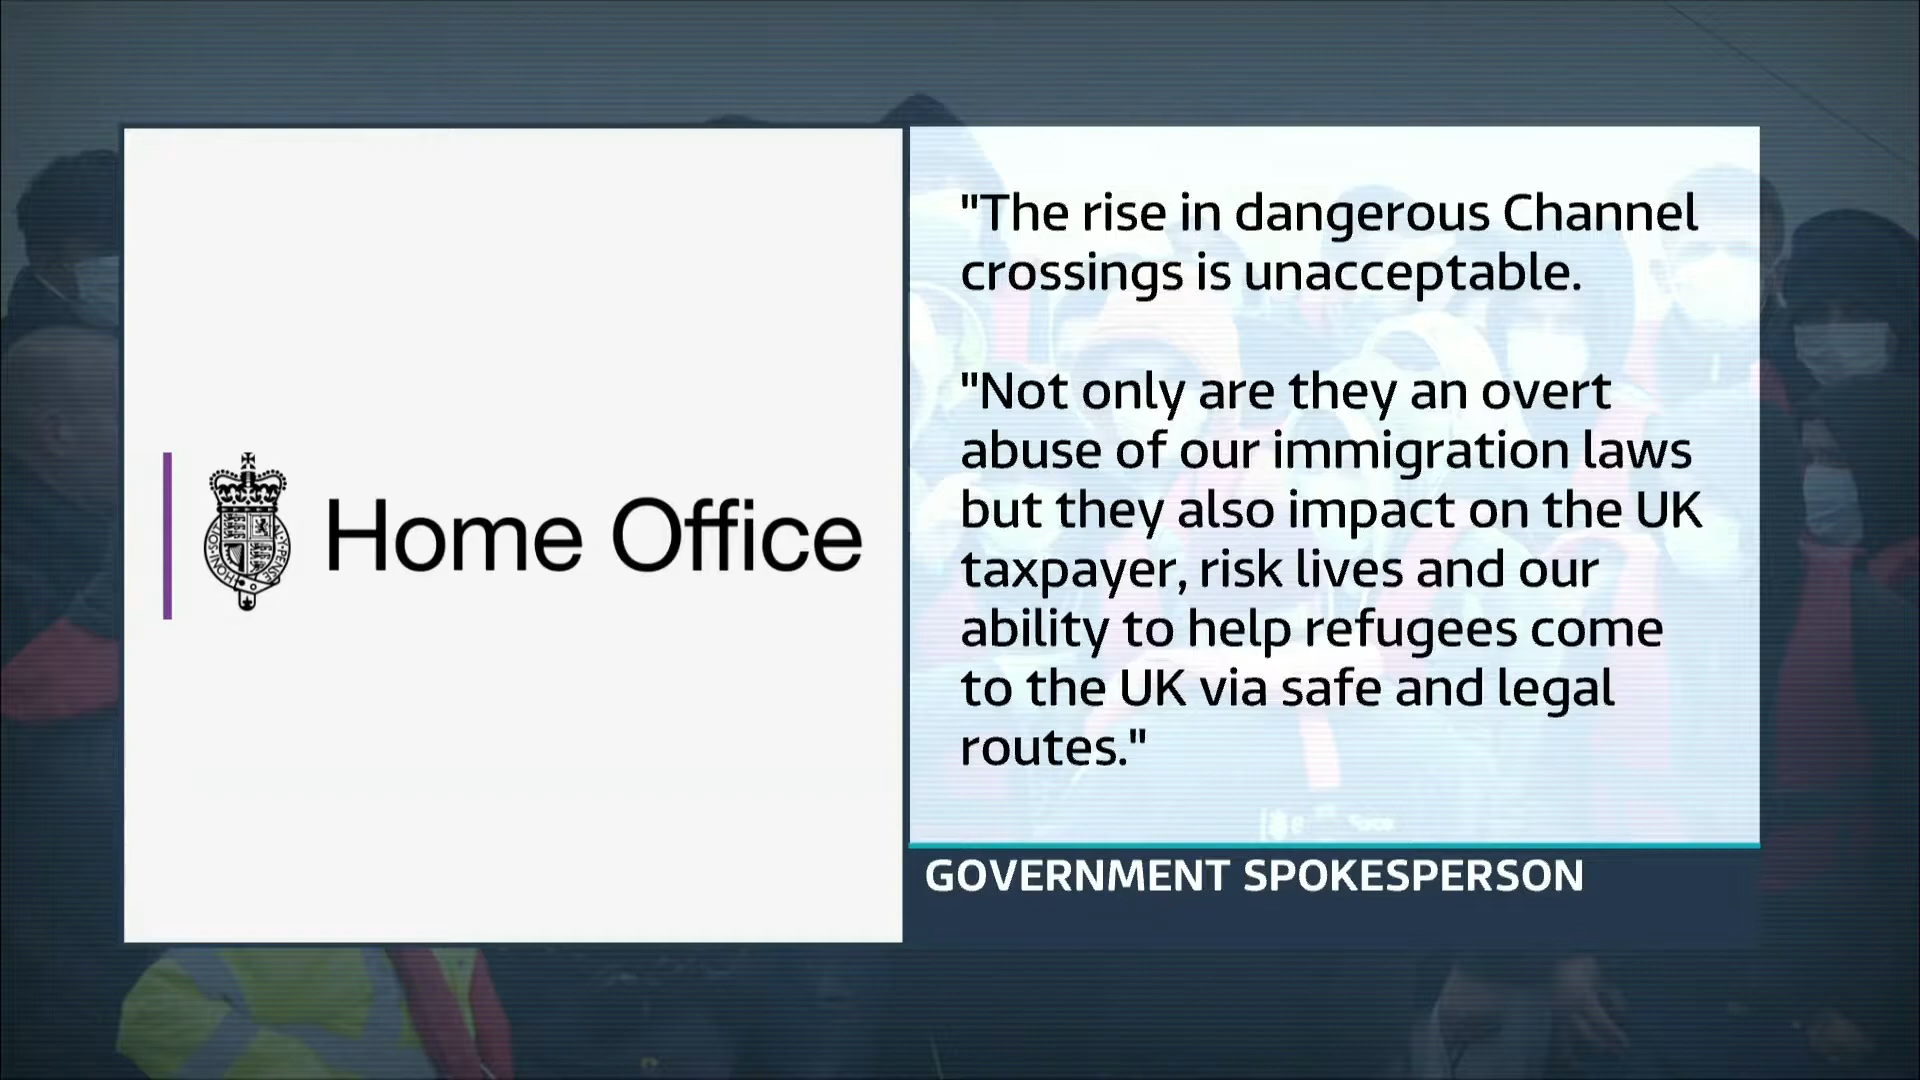 Home Office
"The rise in dangerous Channel
crossings is unacceptable.
"Not only are they an overt
abuse of our immigration laws
but they also impact on the UK
taxpayer, risk lives and our
ability to help refugees come
to the UK via safe and legal
routes."
GOVERNMENT SPOKESPERSON